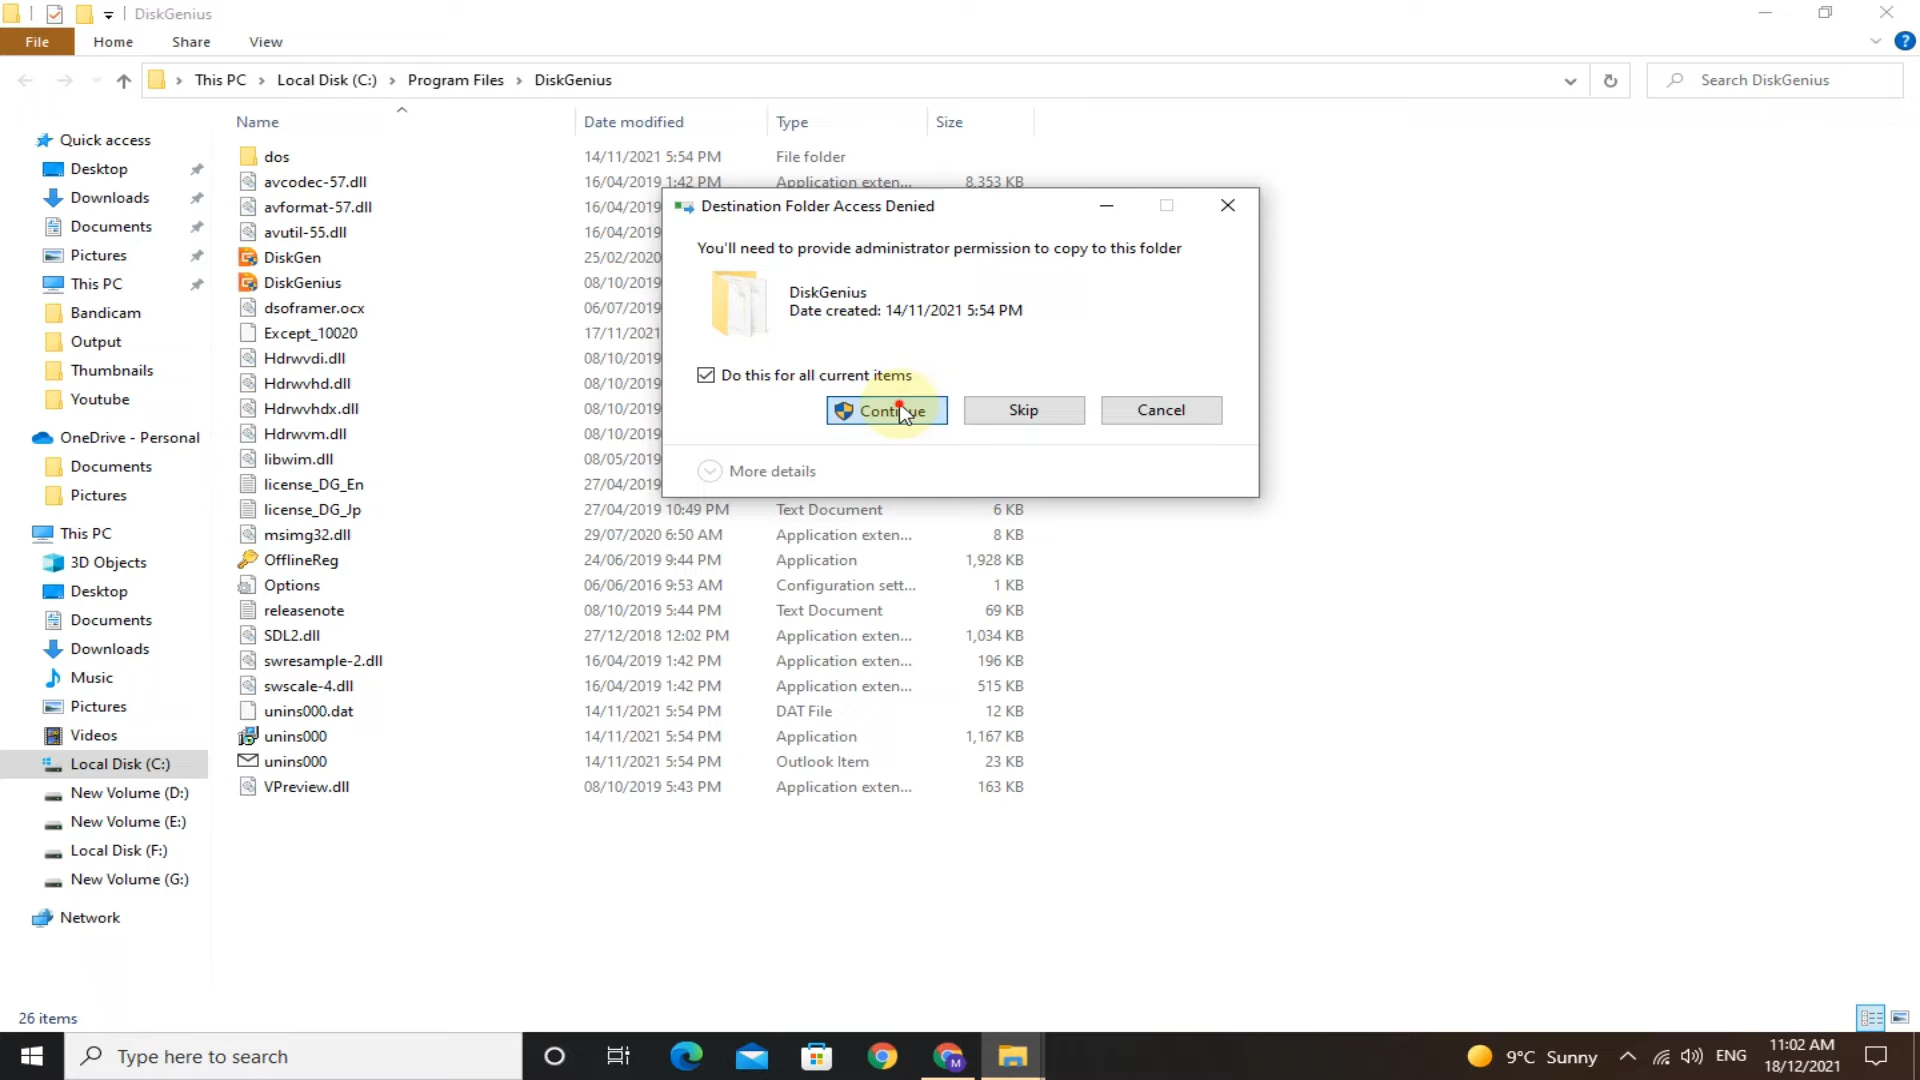 DiskGenius
File Home Share View
This PC Local Disk (C:) Program Files DiskGenius Search DiskGenius
Name Date modified Type Size
Quick access
Desktop
Downloads
Documents
Pictures
This PC
Bandicam
Output
Thumbnails
Youtube
OneDrive - Personal
Documents
Pictures
This PC
3D Objects
Desktop
Documents
Downloads
Music
Pictures
Videos
Local Disk (C:)
New Volume (D:)
New Volume (E:)
Local Disk (F:)
New Volume (G:)
Network
dos 14/11/2021 5:54 PM File folder
avcodec-57.dll 16/04/2019 1:42 PM Application exten... 8,353 KB
avformat-57.dll 16/04/2019
avutil-55.dll 16/04/2019
DiskGen 25/02/2020
DiskGenius 08/10/2019
dsoframer.ocx 06/07/2019
Except_10020 17/11/2021
Hdrwvdi.dll 08/10/2019
Hdrwvhd.dll 08/10/2019
Hdrwvhdx.dll 08/10/2019
Hdrwvm.dll 08/10/2019
libwim.dll 08/05/2019
license_DG_En 27/04/2019
license_DG_Jp 27/04/2019 10:49 PM Text Document 6 KB
msimg32.dll 29/07/2020 6:50 AM Application exten... 8 KB
OfflineReg 24/06/2019 9:44 PM Application 1,928 KB
Options 06/06/2016 9:53 AM Configuration sett... 1 KB
releasenote 08/10/2019 5:44 PM Text Document 69 KB
SDL2.dll 27/12/2018 12:02 PM Application exten... 1,034 KB
swresample-2.dll 16/04/2019 1:42 PM Application exten... 196 KB
swscale-4.dll 16/04/2019 1:42 PM Application exten... 515 KB
unins000.dat 14/11/2021 5:54 PM DAT File 12 KB
unins000 14/11/2021 5:54 PM Application 1,167 KB
unins000 14/11/2021 5:54 PM Outlook Item 23 KB
VPreview.dll 08/10/2019 5:43 PM Application exten... 163 KB
Destination Folder Access Denied
You'll need to provide administrator permission to copy to this folder
DiskGenius
Date created: 14/11/2021 5:54 PM
Do this for all current items
Continue Skip Cancel
More details
26 items
Type here to search
M
9°C Sunny ENG
11:02 AM
18/12/2021